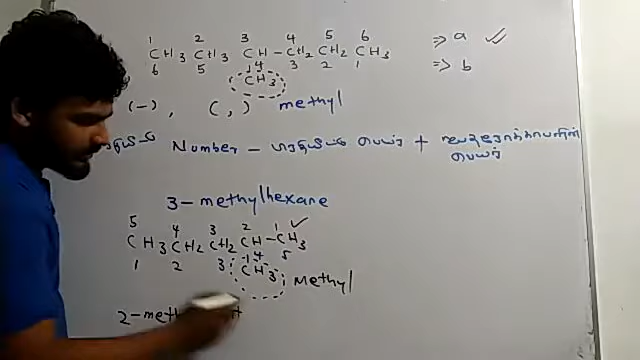 1 2 3 4 5 6
CH3 CH3 CH - CH2 CH2 CH3 ⇒ a ✓
6 5 4 3 2 1 ⇒ b
CH3
(-) , ( , ) methyl
Number - பெயர் +
பெயர்
3-methylhexane
5 4 3 2 1 ✓
CH3 CH2 CH2 CH - CH3
1 2 3 4 5
CH3 Methyl
2-meth